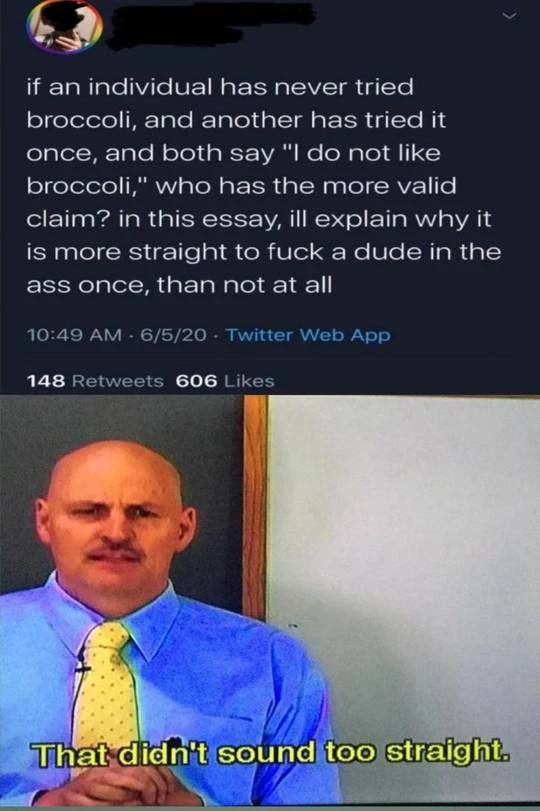 if an individual has never tried
broccoli, and another has tried it
once, and both say "I do not like
broccoli," who has the more valid
claim? in this essay, ill explain why it
is more straight to fuck a dude in the
ass once, than not at all
10:49 AM · 6/5/20 · Twitter Web App
148 Retweets 606 Likes
That didn't sound too straight.